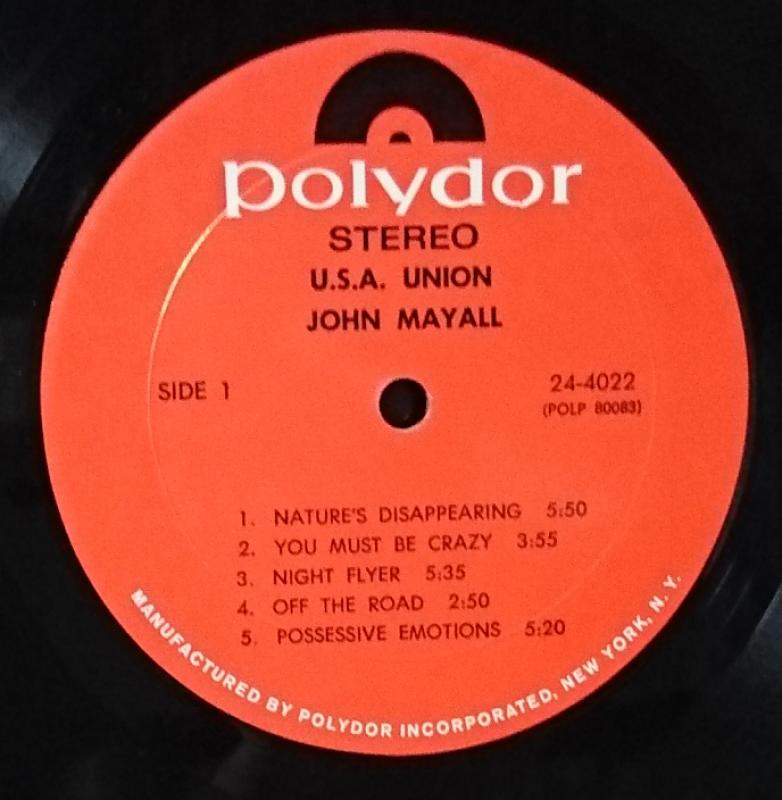 polydor
STEREO
U.S.A. UNION
JOHN MAYALL
SIDE 1
24-4022
(POLP 80083)
1. NATURE'S DISAPPEARING 5:50
2. YOU MUST BE CRAZY 3:55
3. NIGHT FLYER 5:35
4. OFF THE ROAD 2:50
5. POSSESSIVE EMOTIONS 5:20
MANUFACTURED BY POLYDOR INCORPORATED, NEW YORK, N. Y.